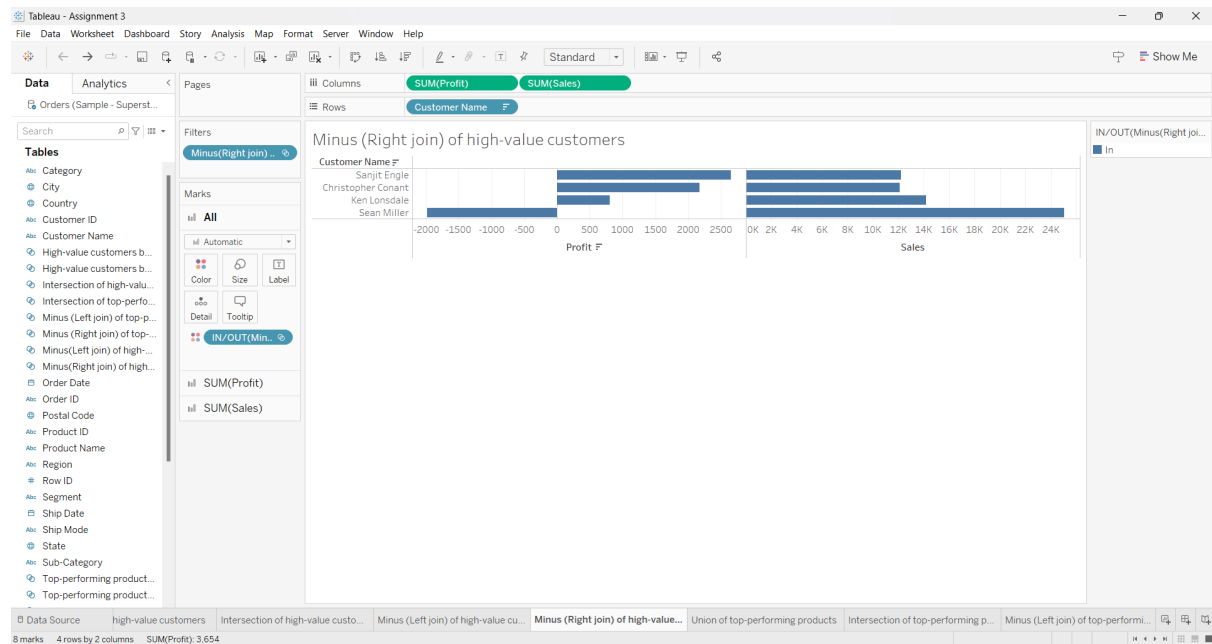 Tableau - Assignment 3
File Data Worksheet Dashboard Story Analysis Map Format Server Window Help
Standard
Show Me
Data Analytics
Orders (Sample - Superst...
Search
Tables
Abc Category
City
Country
Abc Customer ID
Abc Customer Name
High-value customers b...
High-value customers b...
Intersection of high-valu...
Intersection of top-perfo...
Minus (Left join) of top-p...
Minus (Right join) of top-...
Minus(Left join) of high-...
Minus(Right join) of high...
Order Date
Abc Order ID
Postal Code
Abc Product ID
Abc Product Name
Abc Region
# Row ID
Abc Segment
Ship Date
Abc Ship Mode
State
Abc Sub-Category
Top-performing product...
Top-performing product...
Pages
Filters
Minus(Right join) ..
Marks
All
Automatic
Color Size Label
Detail Tooltip
IN/OUT(Min..
SUM(Profit)
SUM(Sales)
Columns SUM(Profit) SUM(Sales)
Rows Customer Name
Minus (Right join) of high-value customers
Customer Name
Sanjit Engle
Christopher Conant
Ken Lonsdale
Sean Miller
-2000 -1500 -1000 -500 0 500 1000 1500 2000 2500 0K 2K 4K 6K 8K 10K 12K 14K 16K 18K 20K 22K 24K
Profit Sales
IN/OUT(Minus(Right joi...
In
Data Source high-value customers Intersection of high-value custo... Minus (Left join) of high-value cu... Minus (Right join) of high-value... Union of top-performing products Intersection of top-performing p... Minus (Left join) of top-performi...
8 marks 4 rows by 2 columns SUM(Profit): 3,654